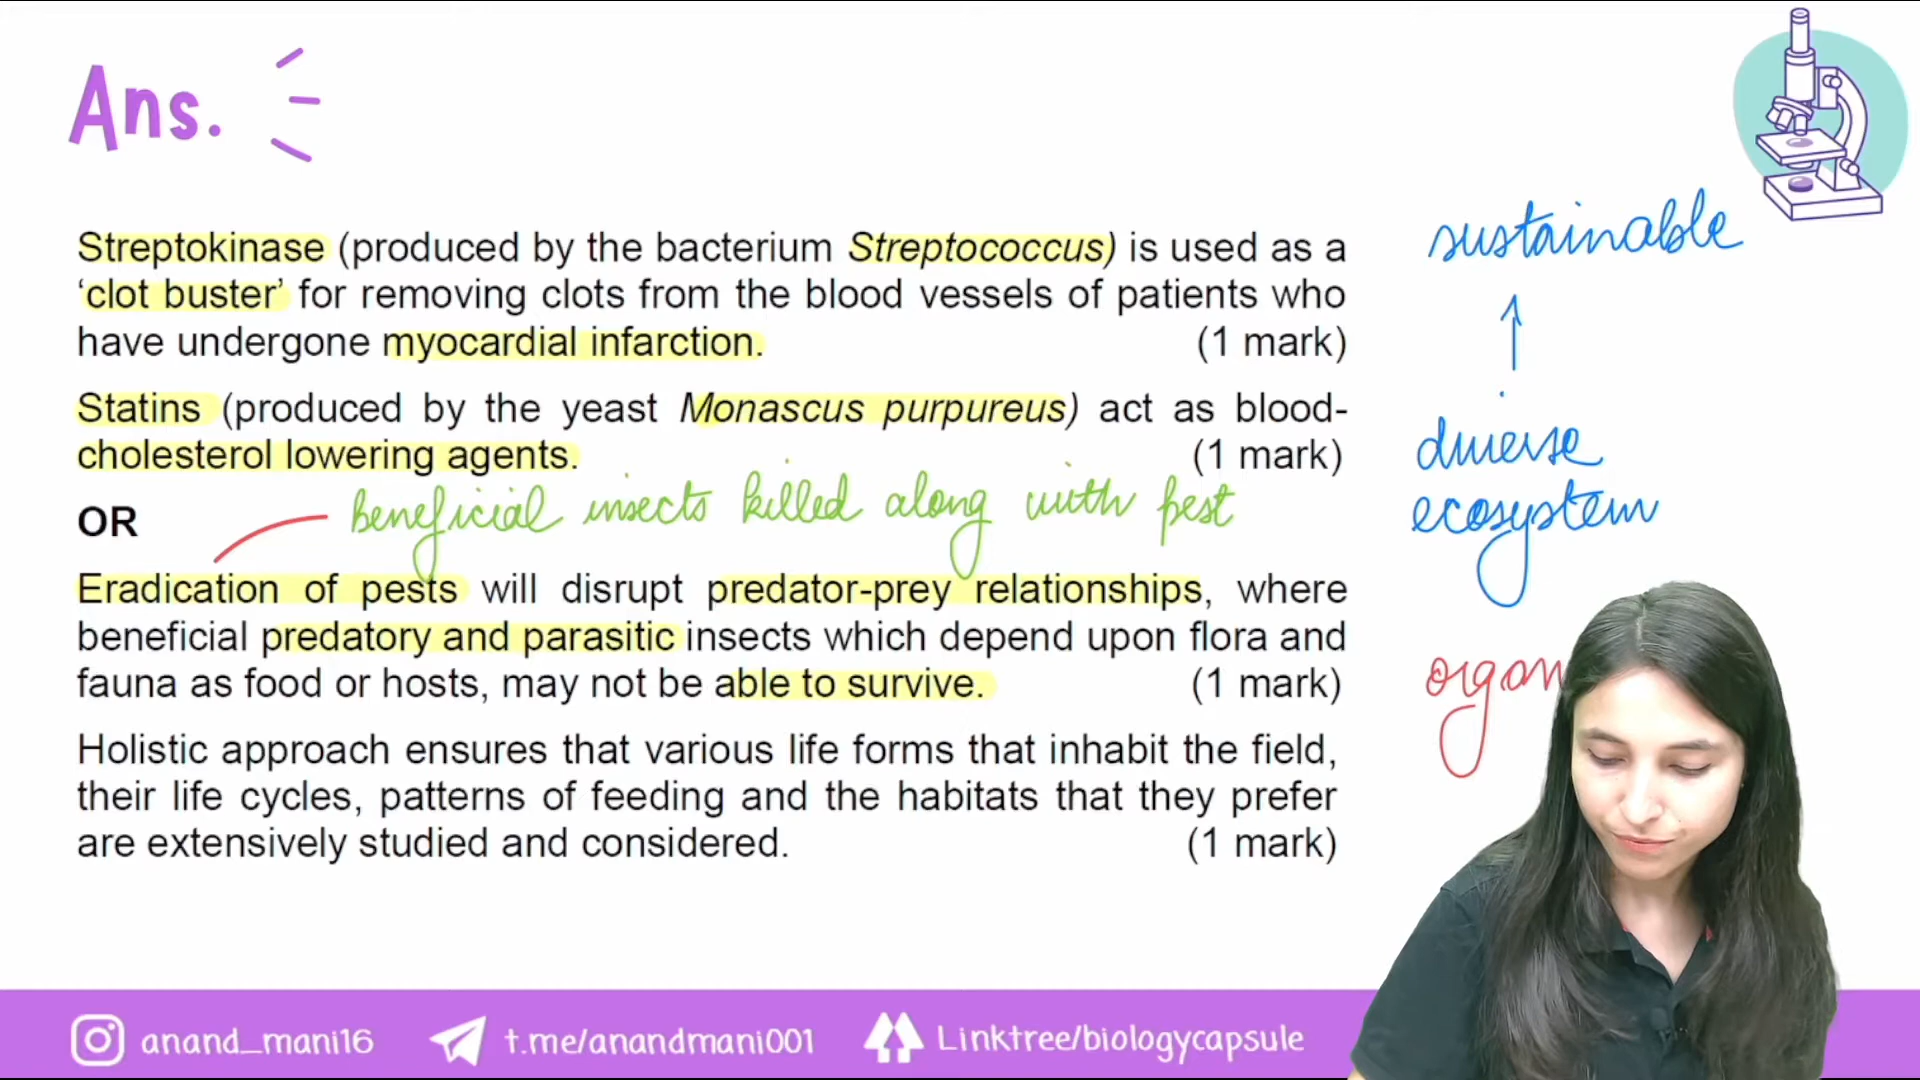 Ans.
Streptokinase (produced by the bacterium Streptococcus) is used as a
‘clot buster’ for removing clots from the blood vessels of patients who
have undergone myocardial infarction. (1 mark)
Statins (produced by the yeast Monascus purpureus) act as blood-
cholesterol lowering agents. (1 mark)
beneficial insects killed along with pest
OR
Eradication of pests will disrupt predator-prey relationships, where
beneficial predatory and parasitic insects which depend upon flora and
fauna as food or hosts, may not be able to survive. (1 mark)
Holistic approach ensures that various life forms that inhabit the field,
their life cycles, patterns of feeding and the habitats that they prefer
are extensively studied and considered. (1 mark)
sustainable
diverse
ecosystem
anand_mani16
t.me/anandmani001
Linktree/biologycapsule